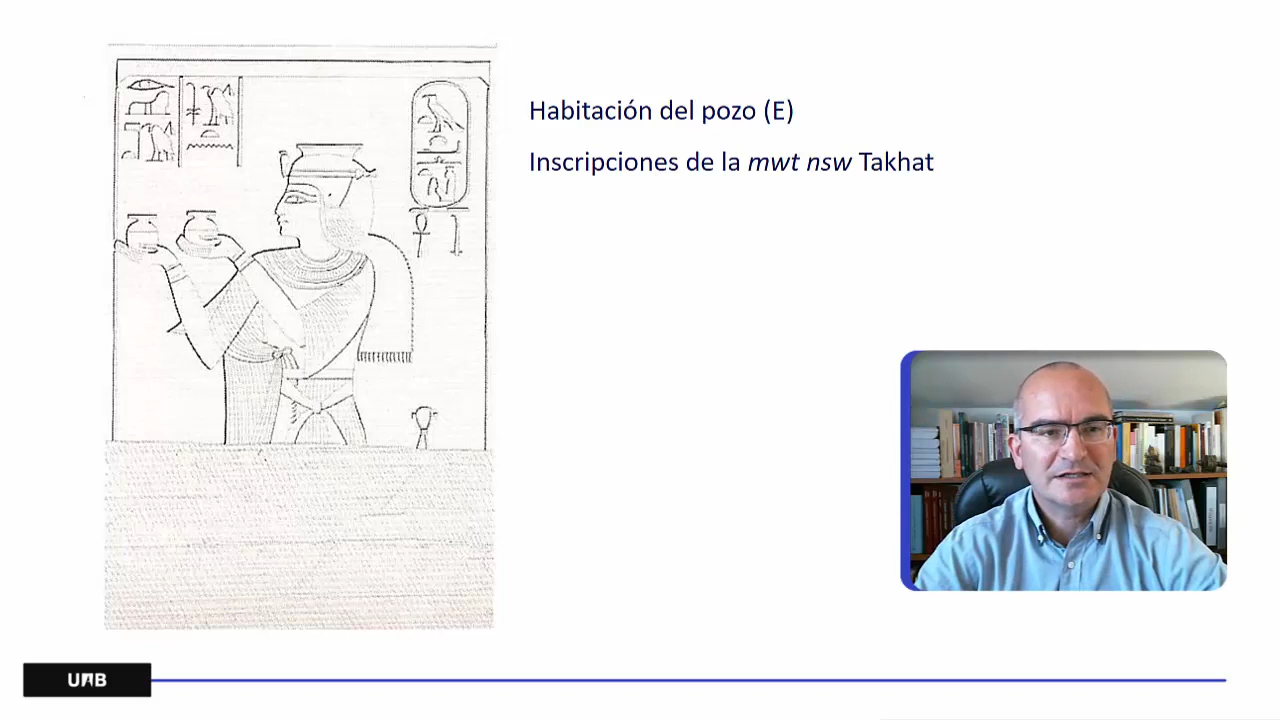 Habitación del pozo (E)
Inscripciones de la mwt nsw Takhat
UAB